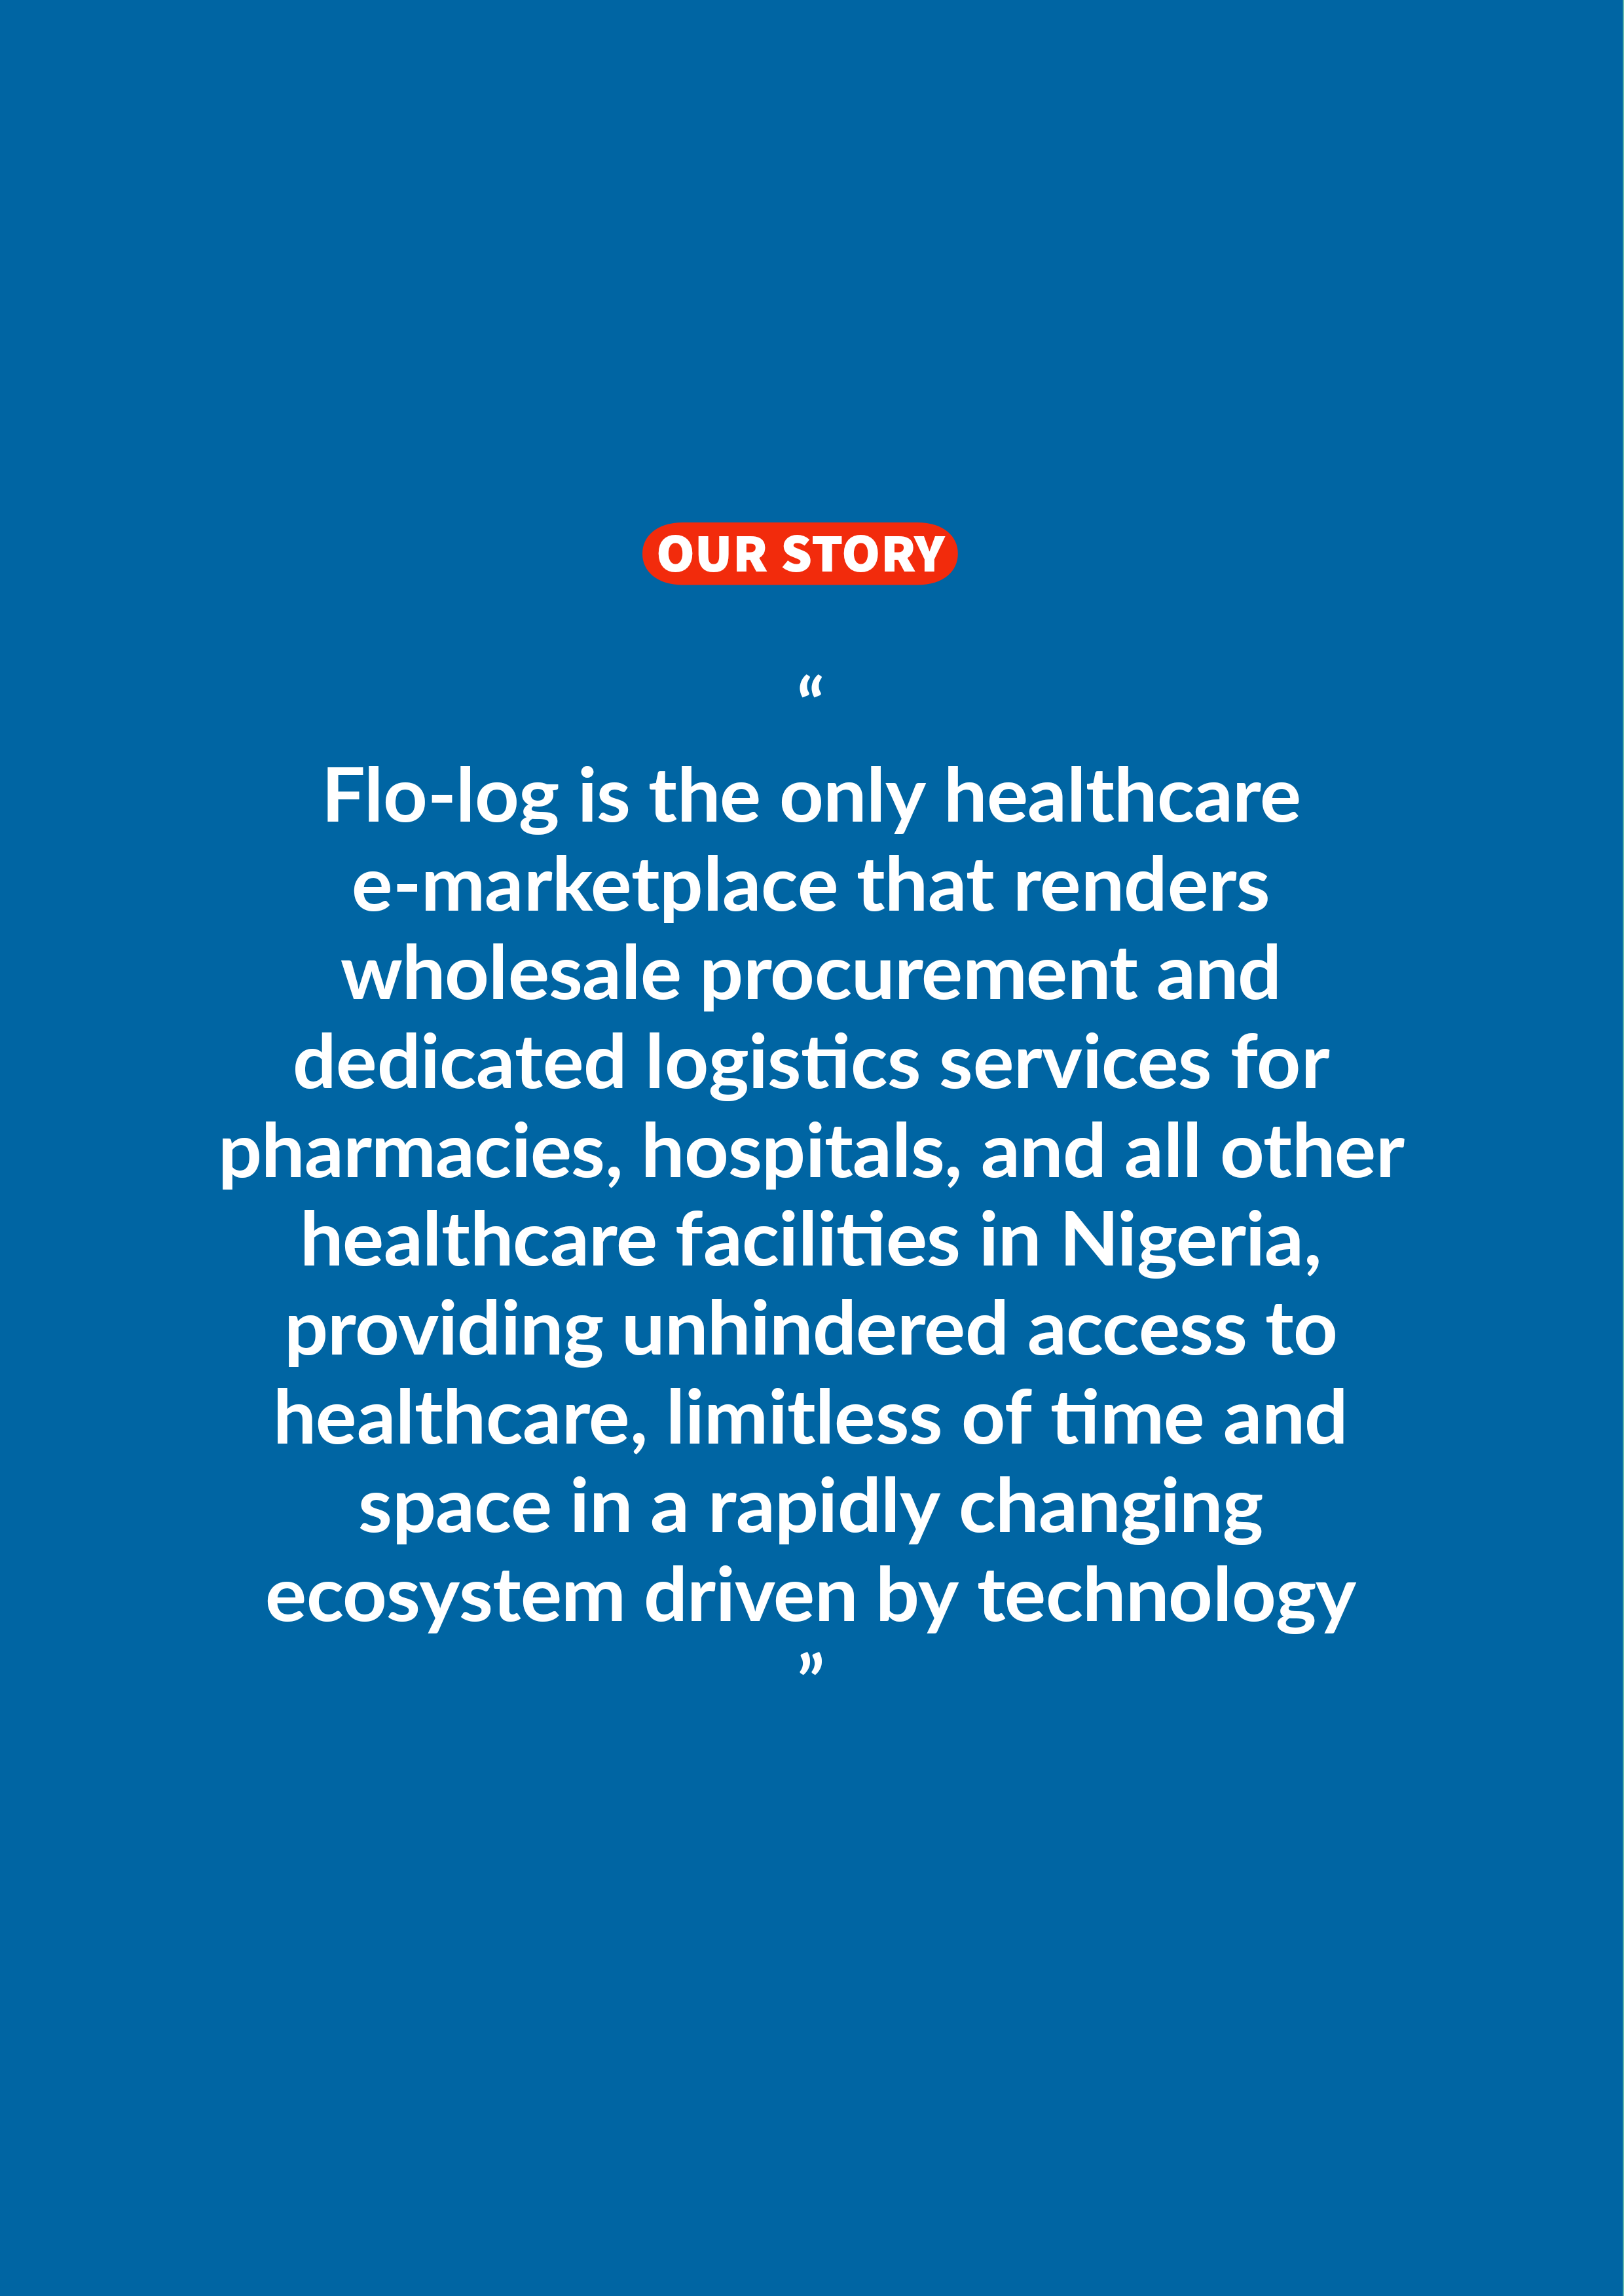 OUR STORY
“
Flo-log is the only healthcare
e-marketplace that renders
wholesale procurement and
dedicated logistics services for
pharmacies, hospitals, and all other
healthcare facilities in Nigeria,
providing unhindered access to
healthcare, limitless of time and
space in a rapidly changing
ecosystem driven by technology
”